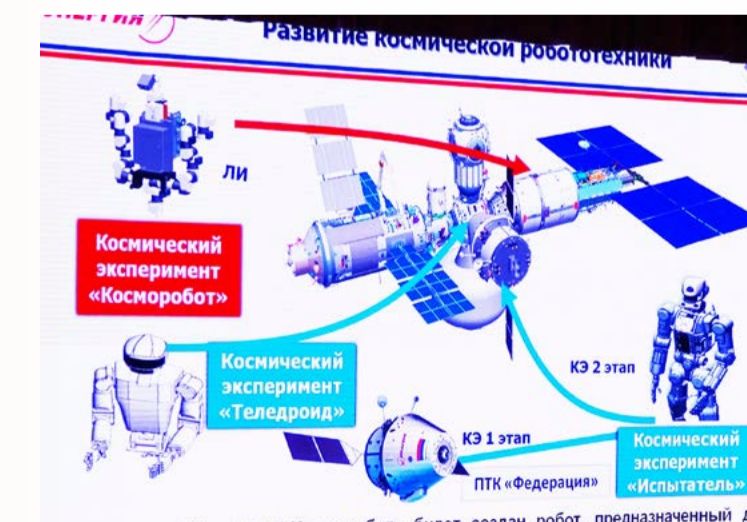 ЭНЕРГИЯ
Развитие космической робототехники
ЛИ
Космический
эксперимент
«Косморобот»
КЭ 2 этап
Космический
эксперимент
«Теледроид»
КЭ 1 этап
ПТК «Федерация»
Космический
эксперимент
«Испытатель»
будет создан робот, предназначенный